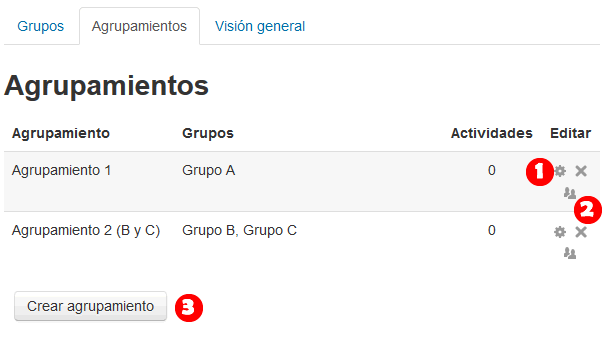 Grupos Agrupamientos Visión general
Agrupamientos
Agrupamiento Grupos Actividades Editar
Agrupamiento 1 Grupo A 0 1
2
Agrupamiento 2 (B y C) Grupo B, Grupo C 0
Crear agrupamiento 3